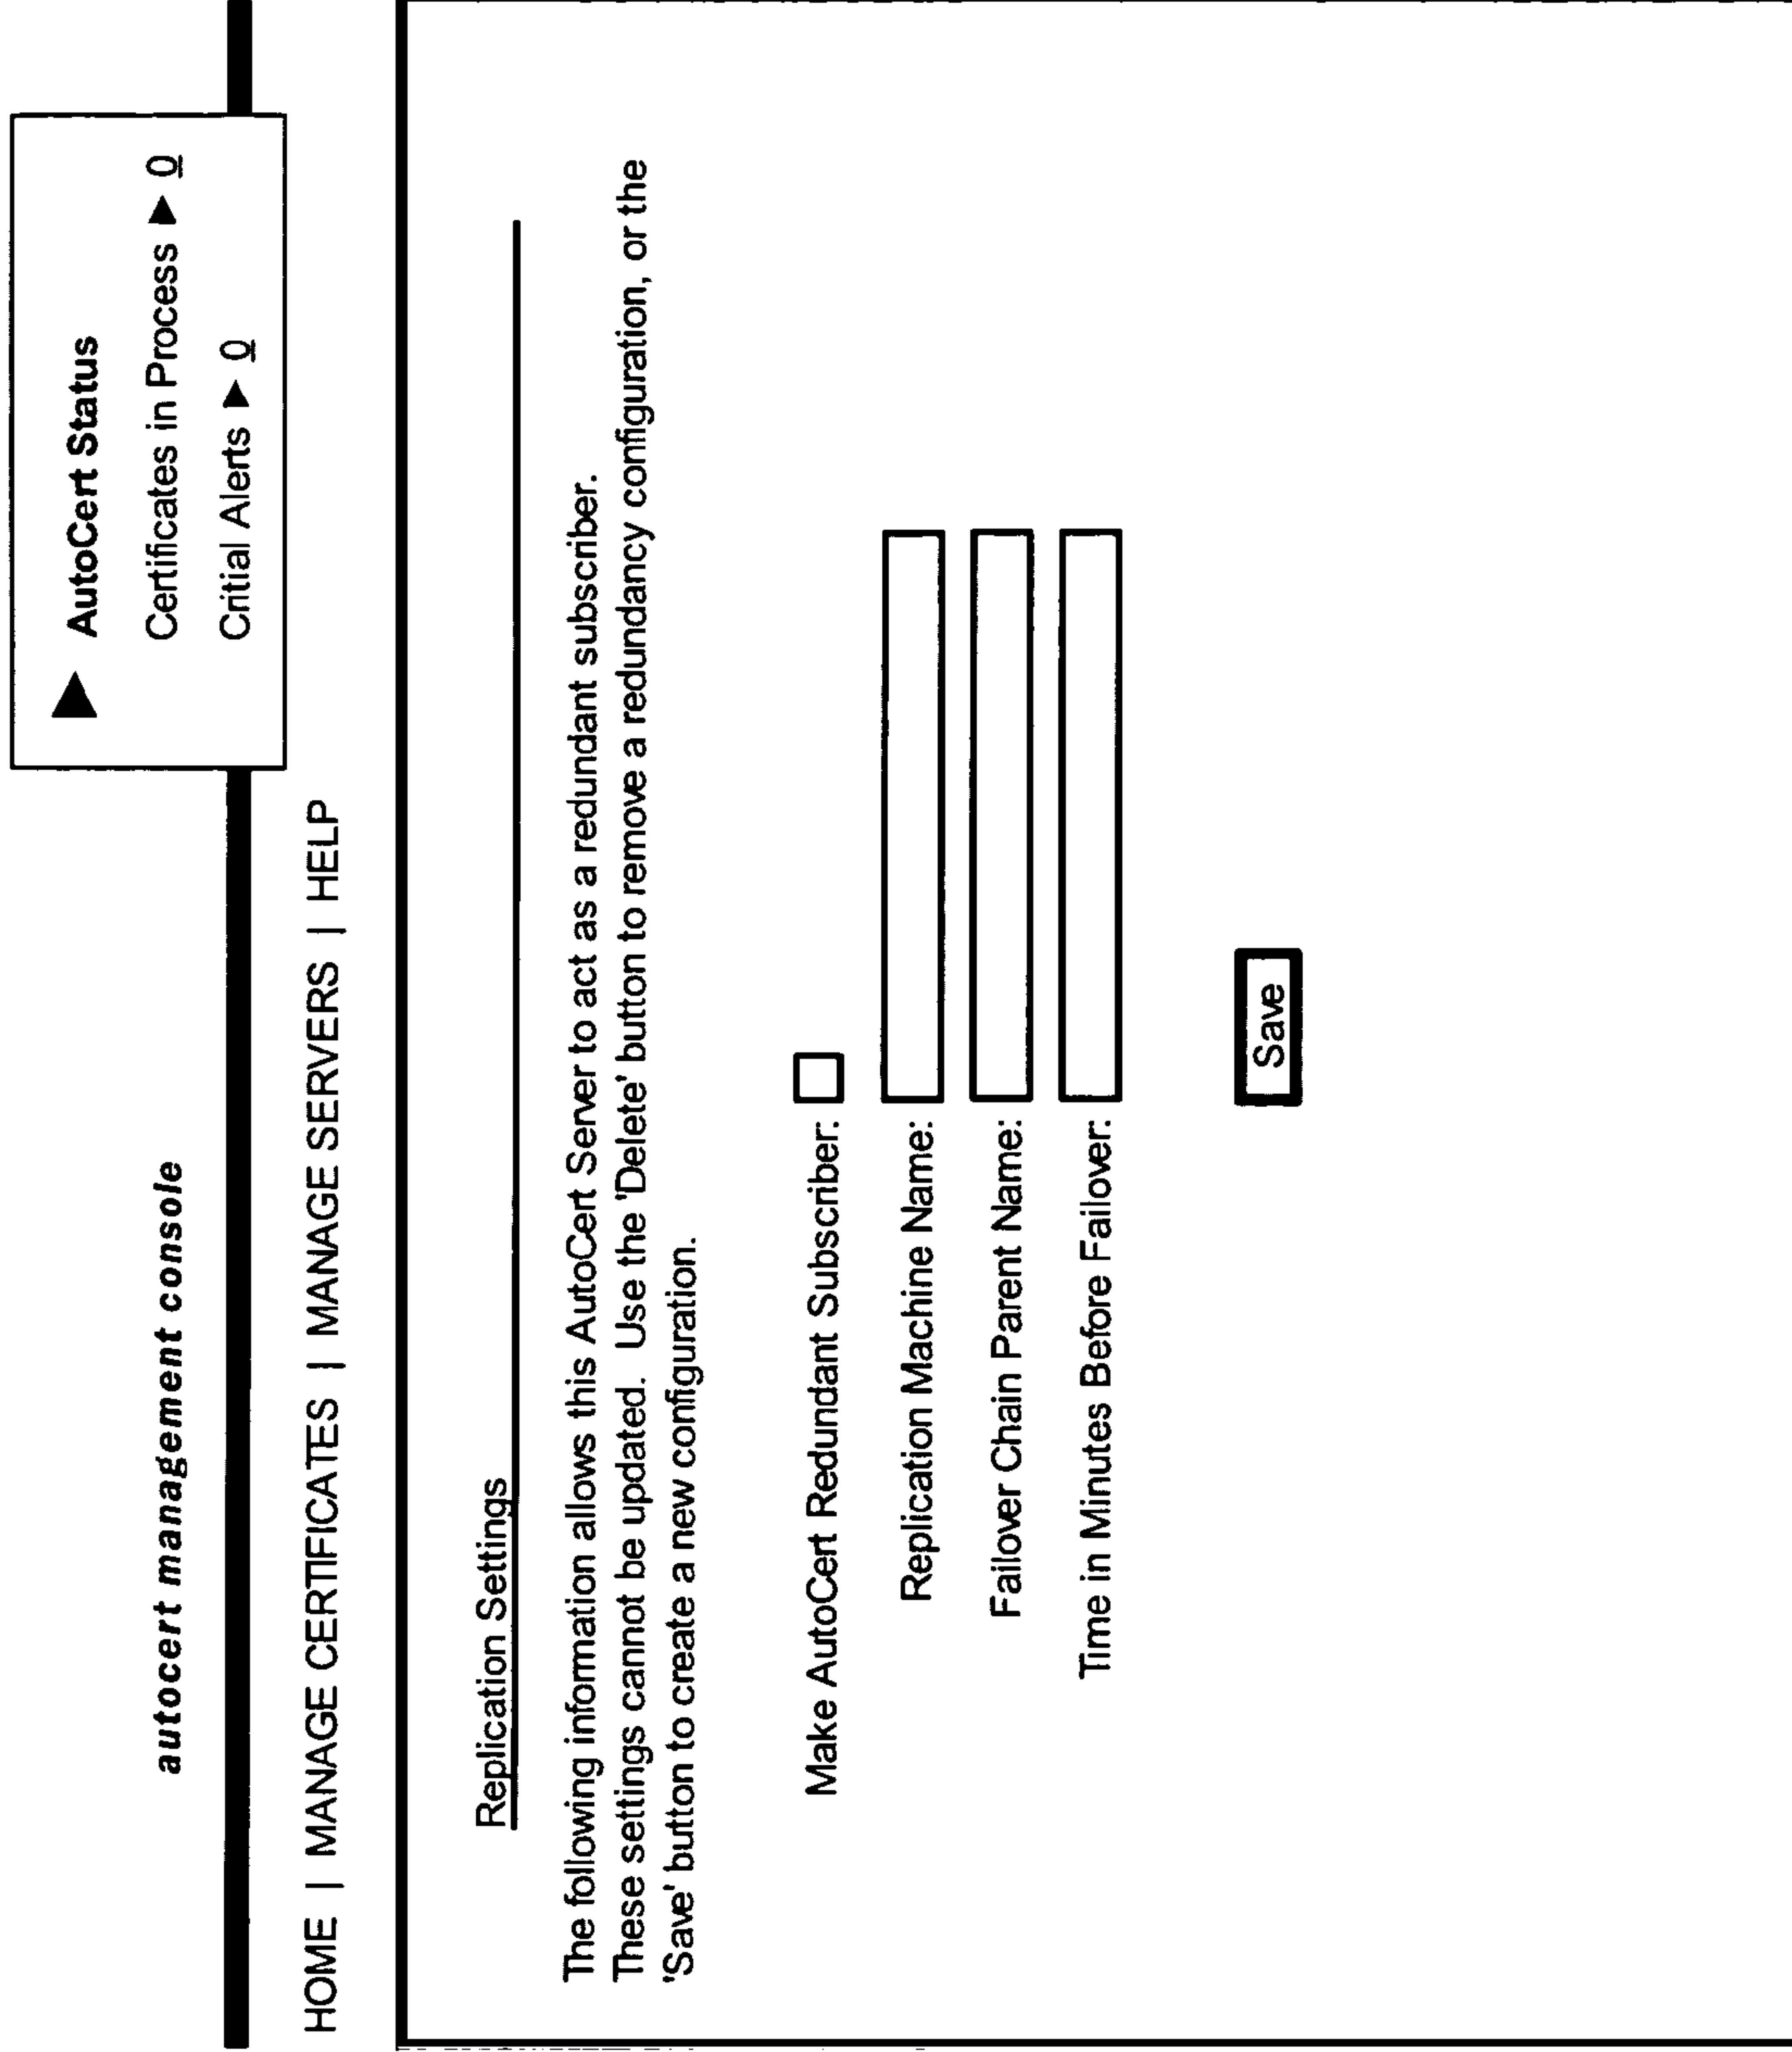 autocert management console
▶ AutoCert Status
Certificates in Process ▶ 0
Critial Alerts ▶ 0
HOME | MANAGE CERTIFICATES | MANAGE SERVERS | HELP
Replication Settings
The following information allows this AutoCert Server to act as a redundant subscriber.
These settings cannot be updated. Use the 'Delete' button to remove a redundancy configuration, or the
'Save' button to create a new configuration.
Make AutoCert Redundant Subscriber:
Replication Machine Name:
Failover Chain Parent Name:
Time in Minutes Before Failover:
Save